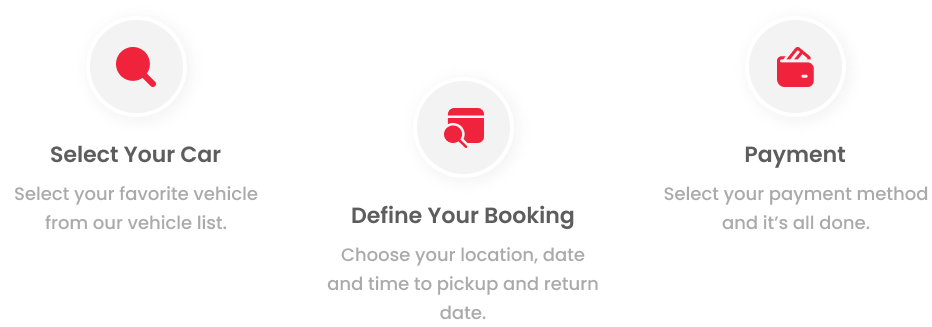 Select Your Car
Select your favorite vehicle
from our vehicle list.
Define Your Booking
Choose your location, date
and time to pickup and return
date.
Payment
Select your payment method
and it’s all done.